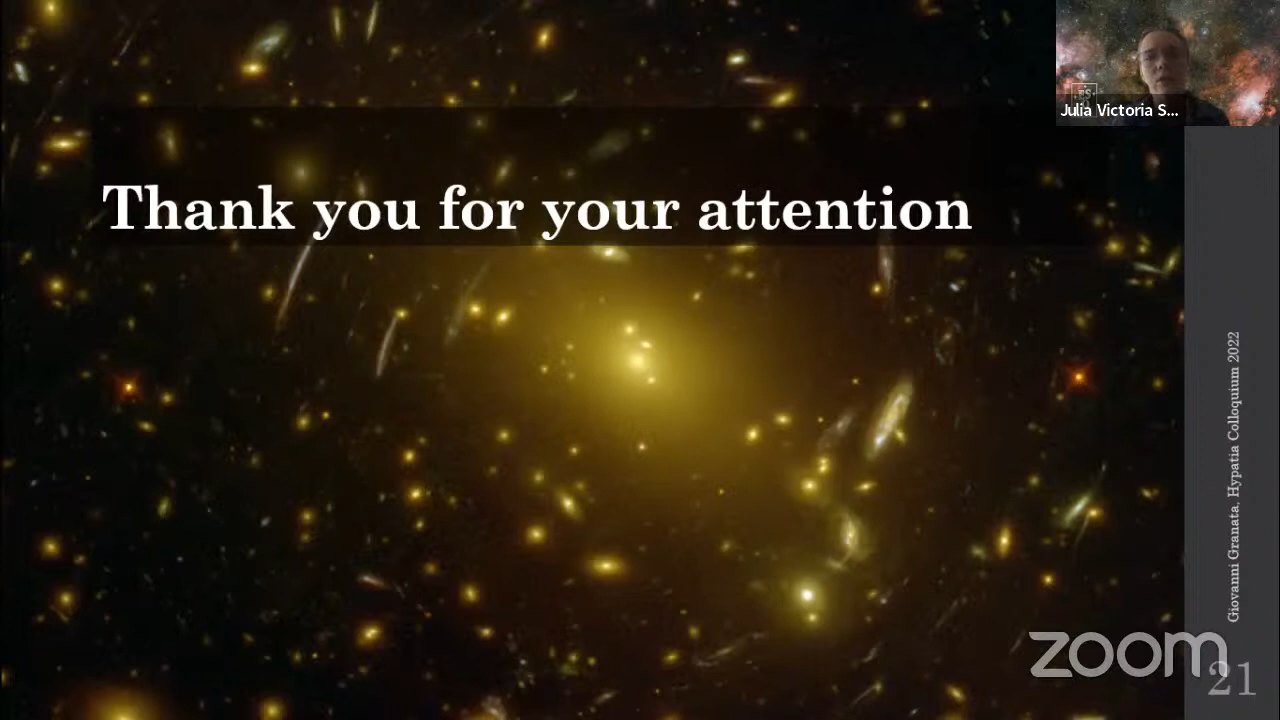 Julia Victoria S...
Thank you for your attention
Giovanni Granata, Hypatia Colloquium 2022
zoom
21